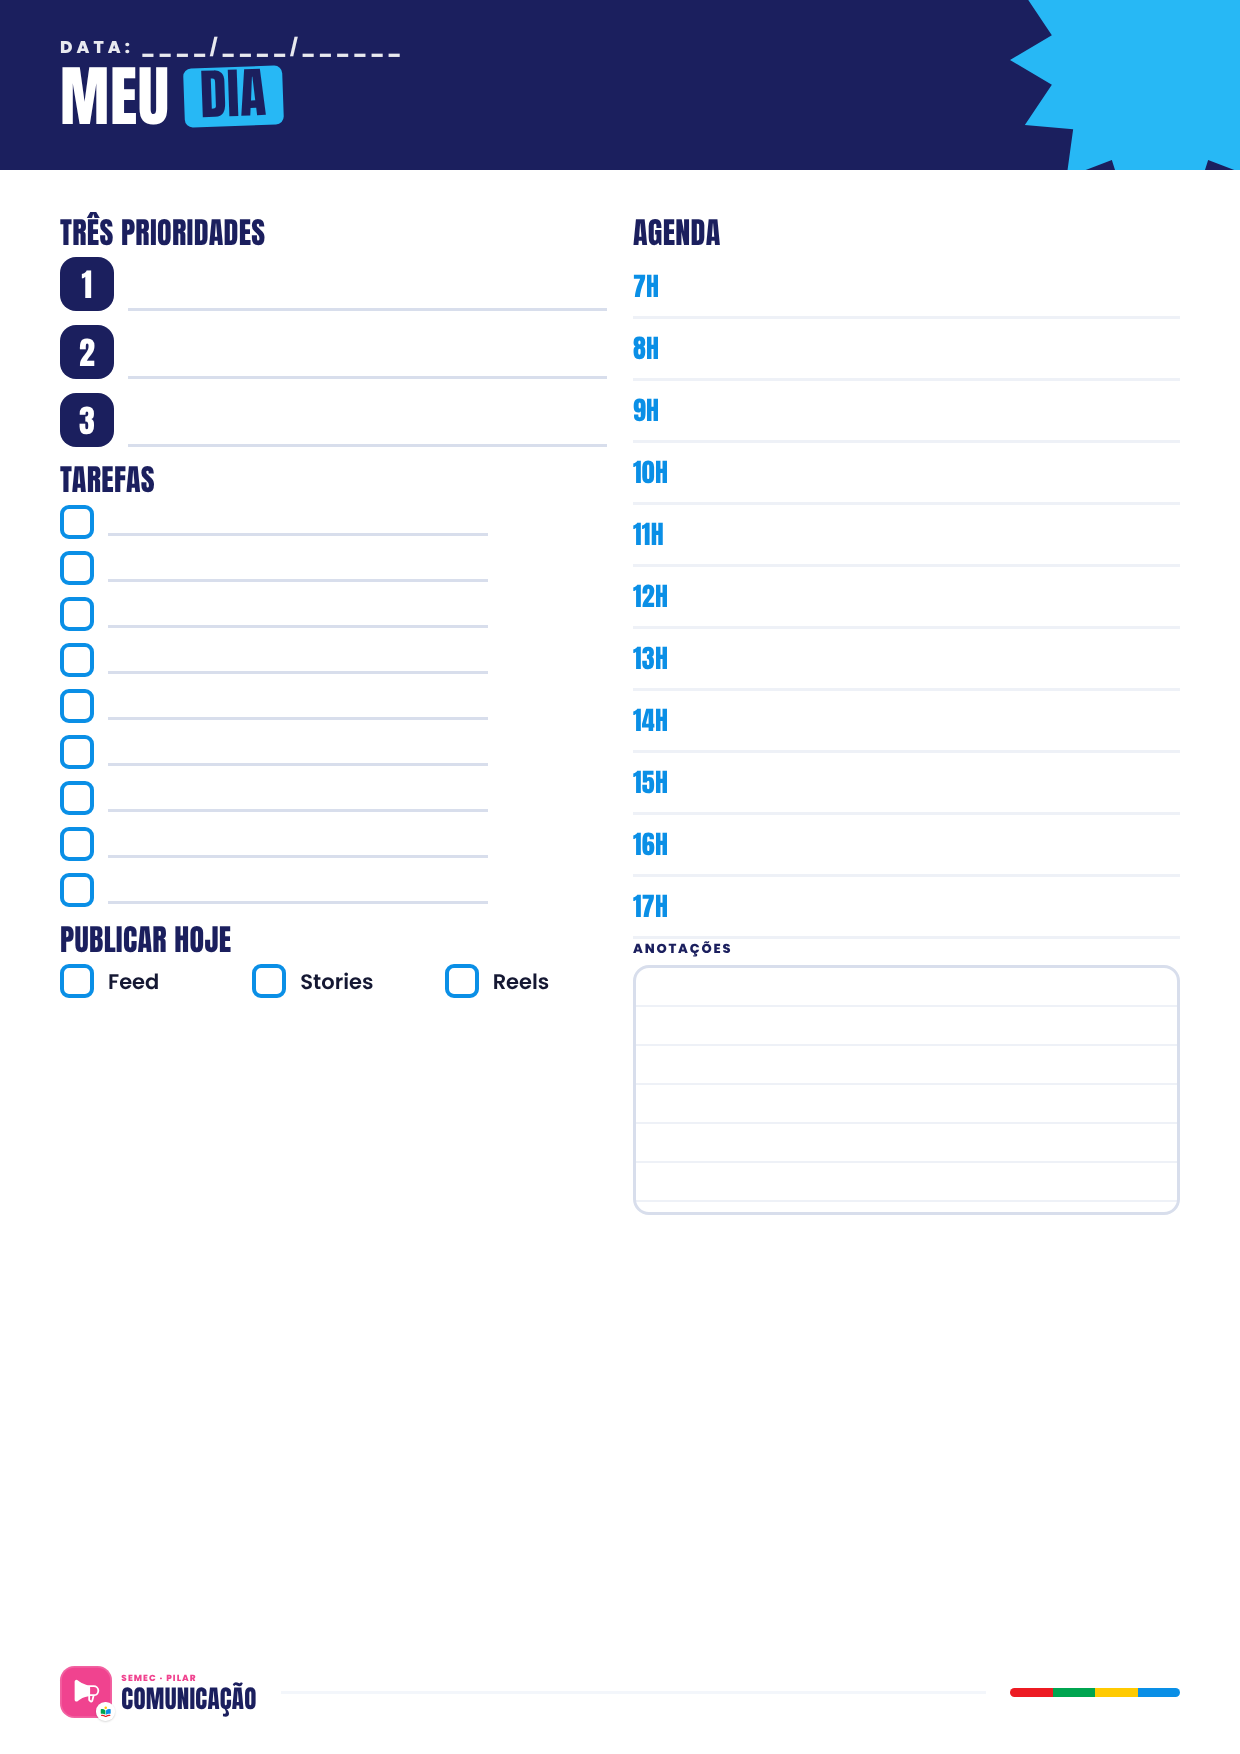 DATA: ____/____/______
MEU DIA
TRÊS PRIORIDADES
1
2
3
TAREFAS
PUBLICAR HOJE
Feed
Stories
Reels
AGENDA
7H
8H
9H
10H
11H
12H
13H
14H
15H
16H
17H
ANOTAÇÕES
SEMEC · PILAR
COMUNICAÇÃO